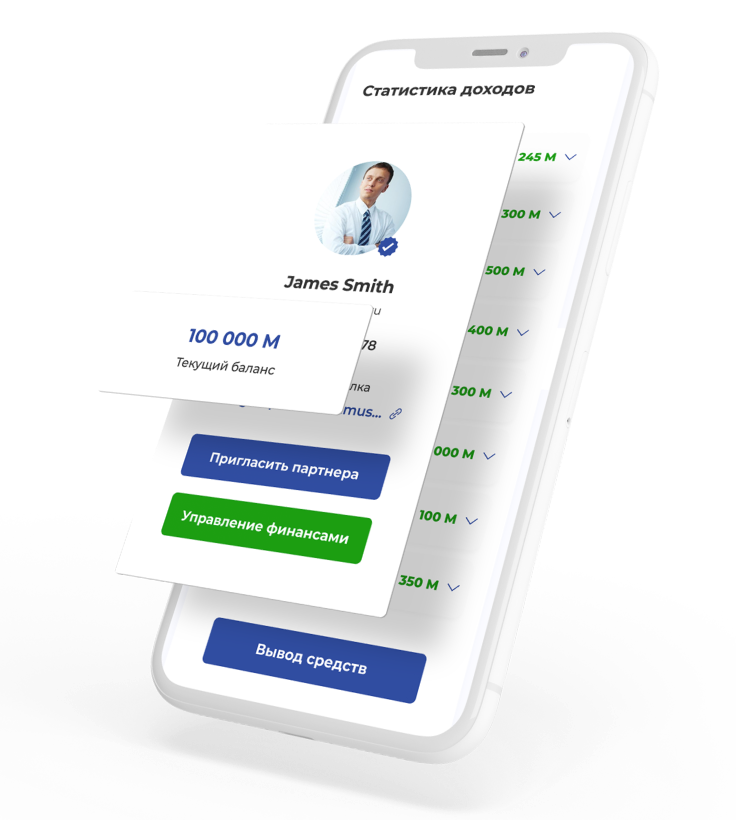 Статистика доходов
245 M
300 M
500 M
400 M
300 M
000 M
100 M
350 M
James Smith
78
100 000 M
Текущий баланс
mus...
Пригласить партнера
Управление финансами
Вывод средств